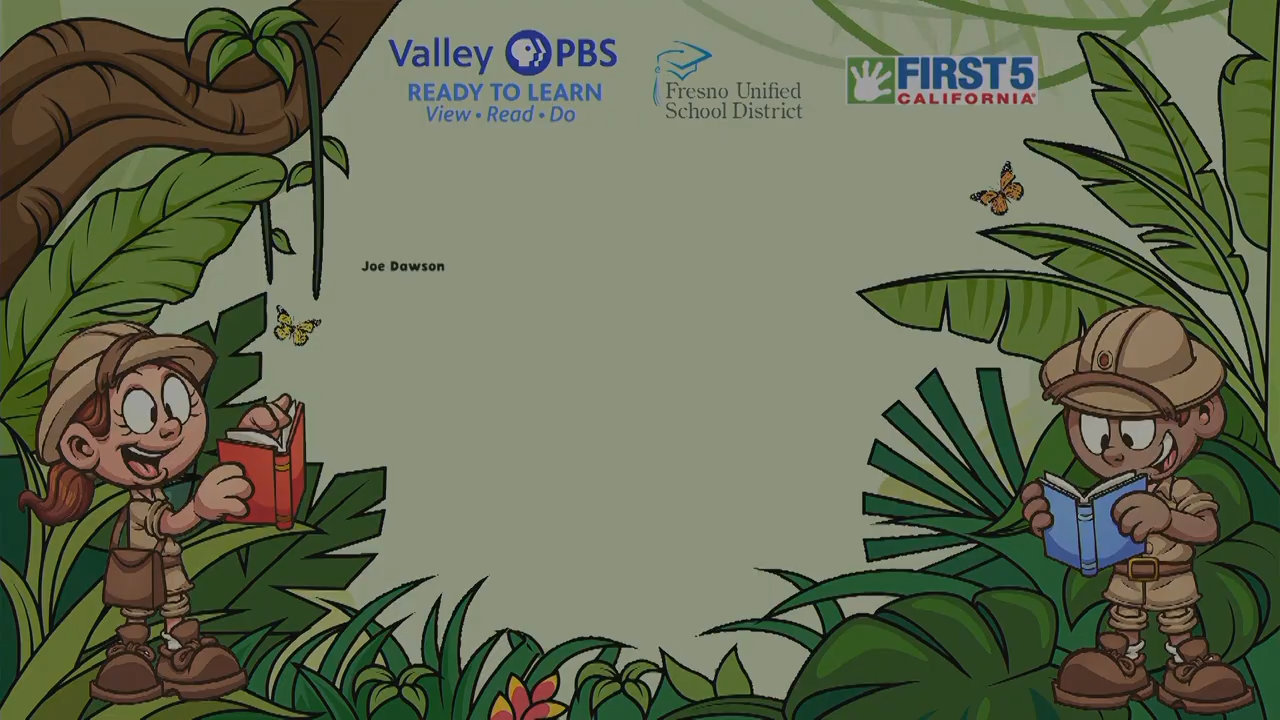 Valley PBS
READY TO LEARN
View • Read • Do
Fresno Unified
School District
FIRST 5
CALIFORNIA
Joe Dawson